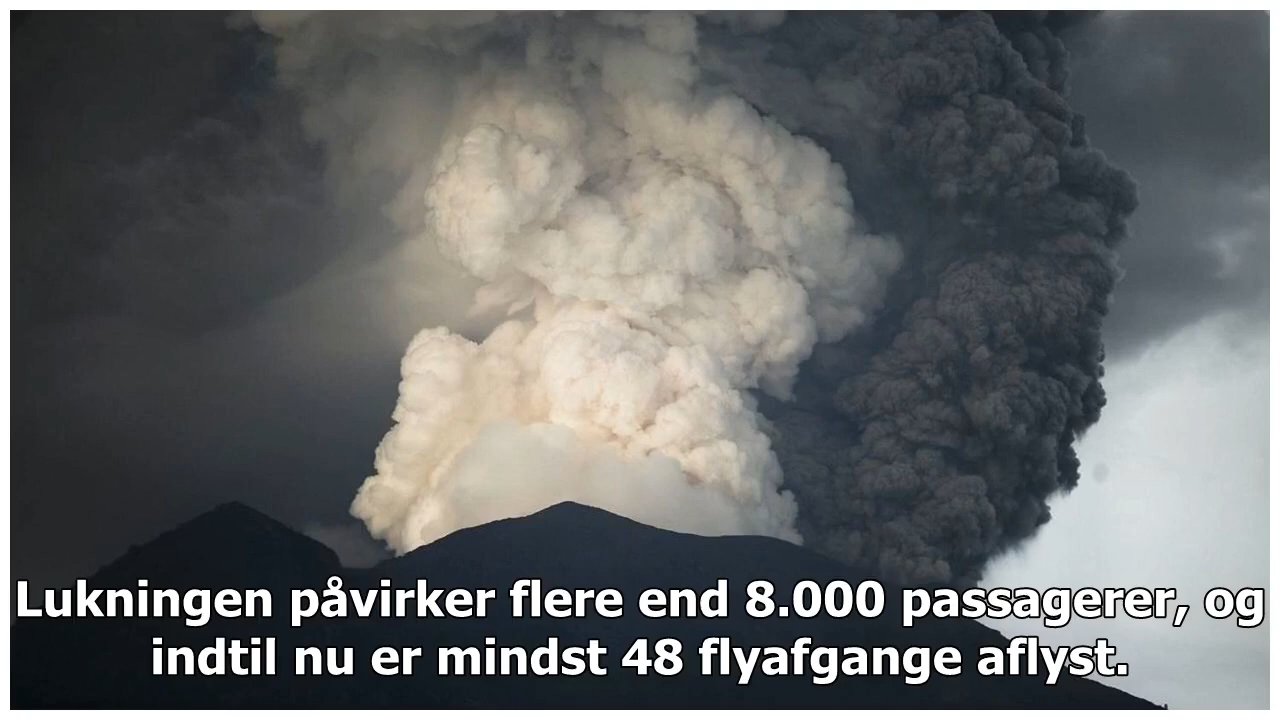 Lukningen påvirker flere end 8.000 passagerer, og
indtil nu er mindst 48 flyafgange aflyst.